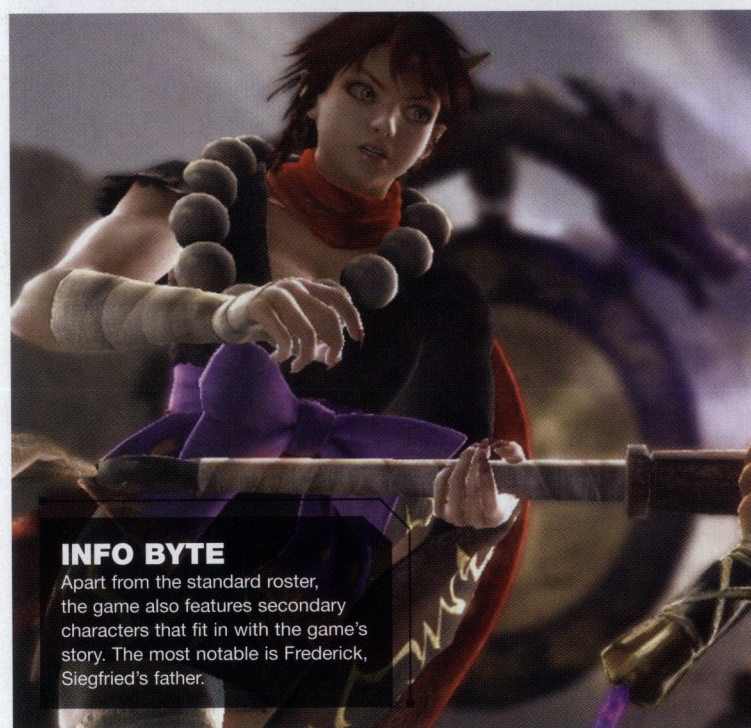 INFO BYTE
Apart from the standard roster,
the game also features secondary
characters that fit in with the game's
story. The most notable is Frederick,
Siegfried's father.